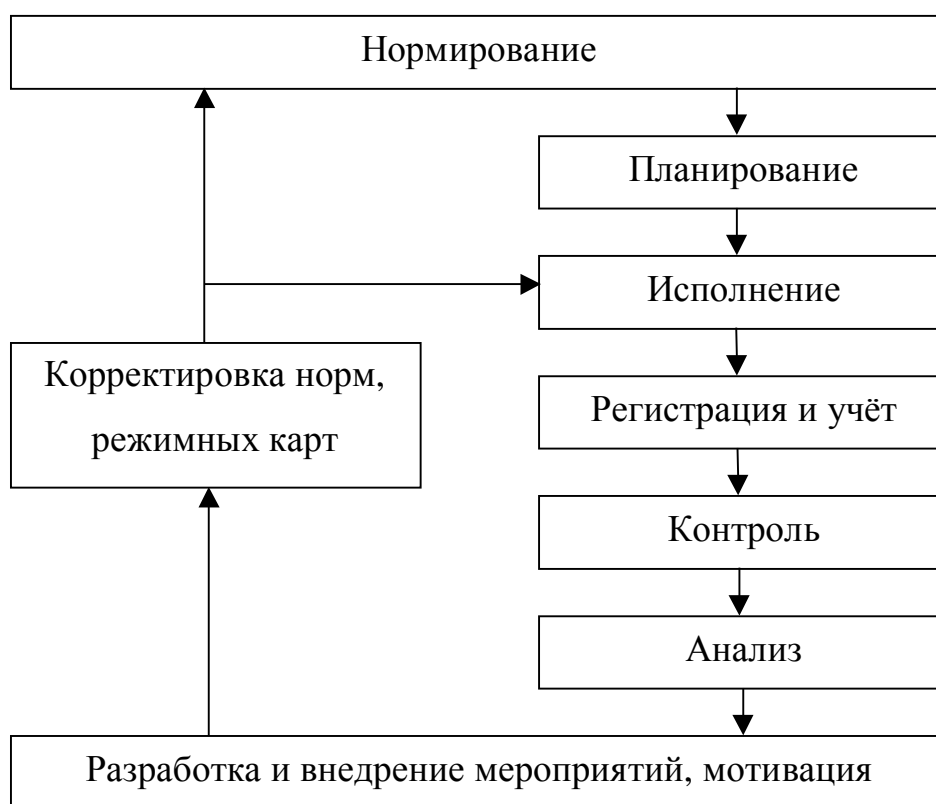 Нормирование
Планирование
Исполнение
Корректировка норм,
режимных карт
Регистрация и учёт
Контроль
Анализ
Разработка и внедрение мероприятий, мотивация